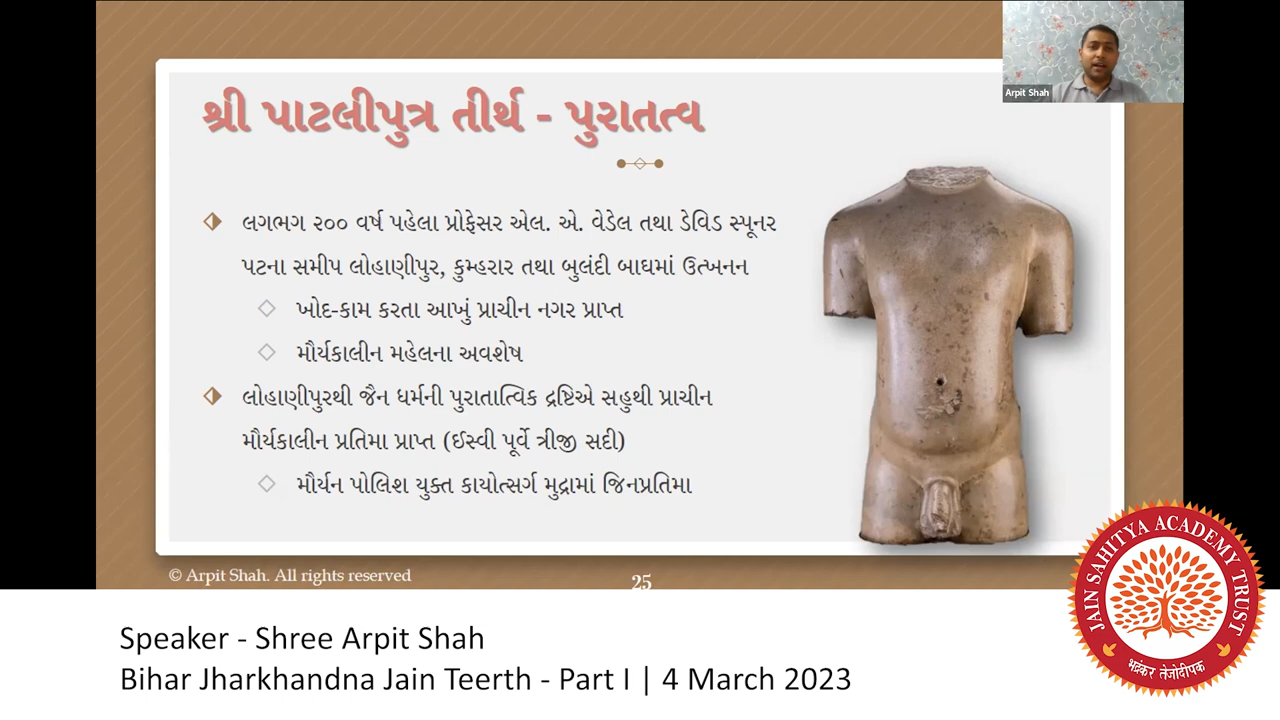 Arpit Shah
શ્રી પાટલીપુત્ર તીર્થ - પુરાતત્વ
લગભગ ૨૦૦ વર્ષ પહેલા પ્રોફેસર એલ. એ. વેડેલ તથા ડેવિડ સ્પૂનર
પટના સમીપ લોહાણીપુર, કુમ્હરાર તથા બુલંદી બાઘમાં ઉત્ખનન
ખોદ-કામ કરતા આખું પ્રાચીન નગર પ્રાપ્ત
મૌર્યકાલીન મહેલના અવશેષ
લોહાણીપુરથી જૈન ધર્મની પુરાતાત્વિક દ્રષ્ટિએ સહુથી પ્રાચીન
મૌર્યકાલીન પ્રતિમા પ્રાપ્ત (ઈસ્વી પૂર્વે ત્રીજી સદી)
મૌર્યન પોલિશ યુક્ત કાયોત્સર્ગ મુદ્રામાં જિનપ્રતિમા
© Arpit Shah. All rights reserved
25
JAIN SAHITYA ACADEMY TRUST
भद्रंकर तेजोदीपक
Speaker - Shree Arpit Shah
Bihar Jharkhandna Jain Teerth - Part I | 4 March 2023